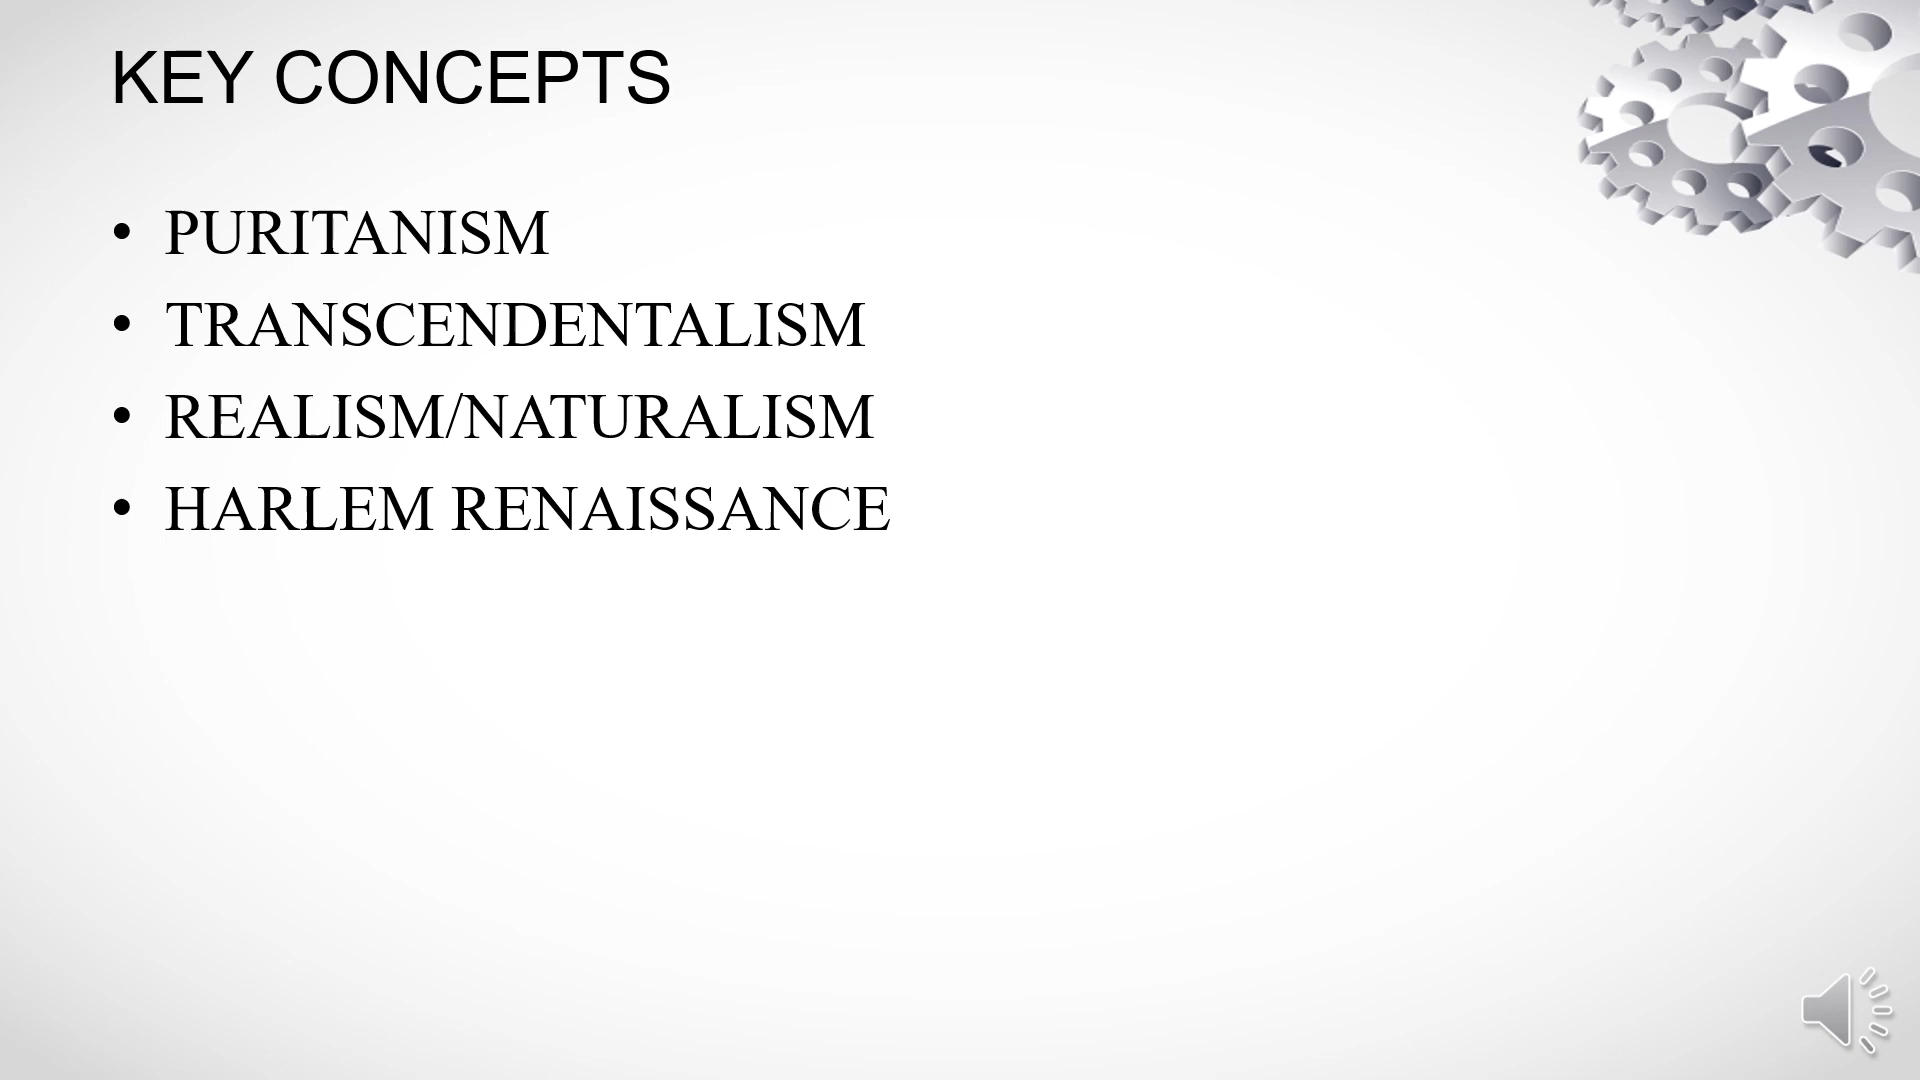 KEY CONCEPTS
• PURITANISM
• TRANSCENDENTALISM
• REALISM/NATURALISM
• HARLEM RENAISSANCE